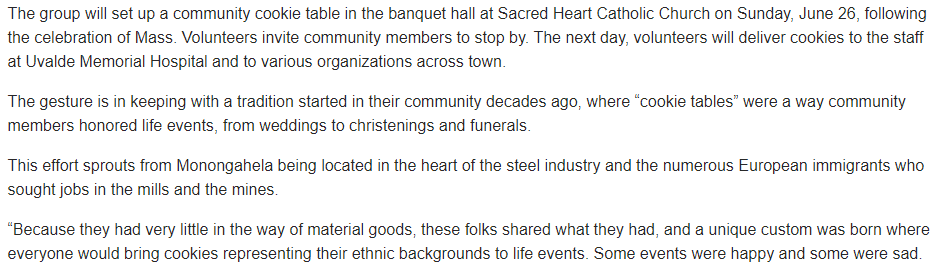 The group will set up a community cookie table in the banquet hall at Sacred Heart Catholic Church on Sunday, June 26, following
the celebration of Mass. Volunteers invite community members to stop by. The next day, volunteers will deliver cookies to the staff
at Uvalde Memorial Hospital and to various organizations across town.
The gesture is in keeping with a tradition started in their community decades ago, where “cookie tables” were a way community
members honored life events, from weddings to christenings and funerals.
This effort sprouts from Monongahela being located in the heart of the steel industry and the numerous European immigrants who
sought jobs in the mills and the mines.
“Because they had very little in the way of material goods, these folks shared what they had, and a unique custom was born where
everyone would bring cookies representing their ethnic backgrounds to life events. Some events were happy and some were sad.